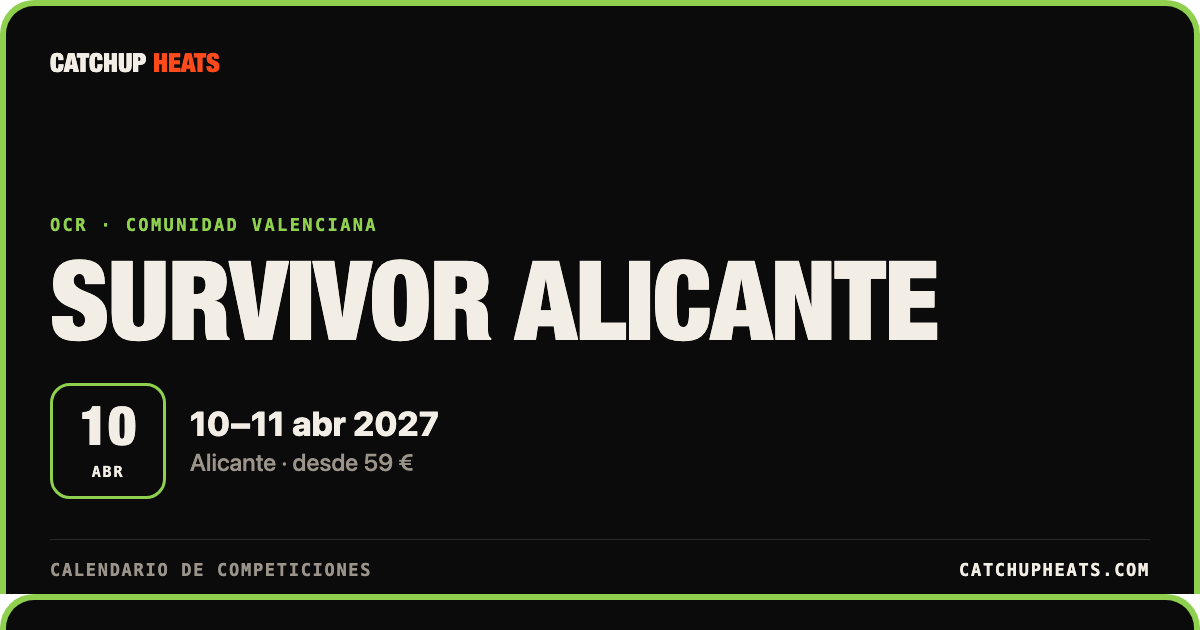 CATCHUP HEATS
OCR · COMUNIDAD VALENCIANA
SURVIVOR ALICANTE
10
ABR
10–11 abr 2027
Alicante · desde 59 €
CALENDARIO DE COMPETICIONES
CATCHUPHEATS.COM